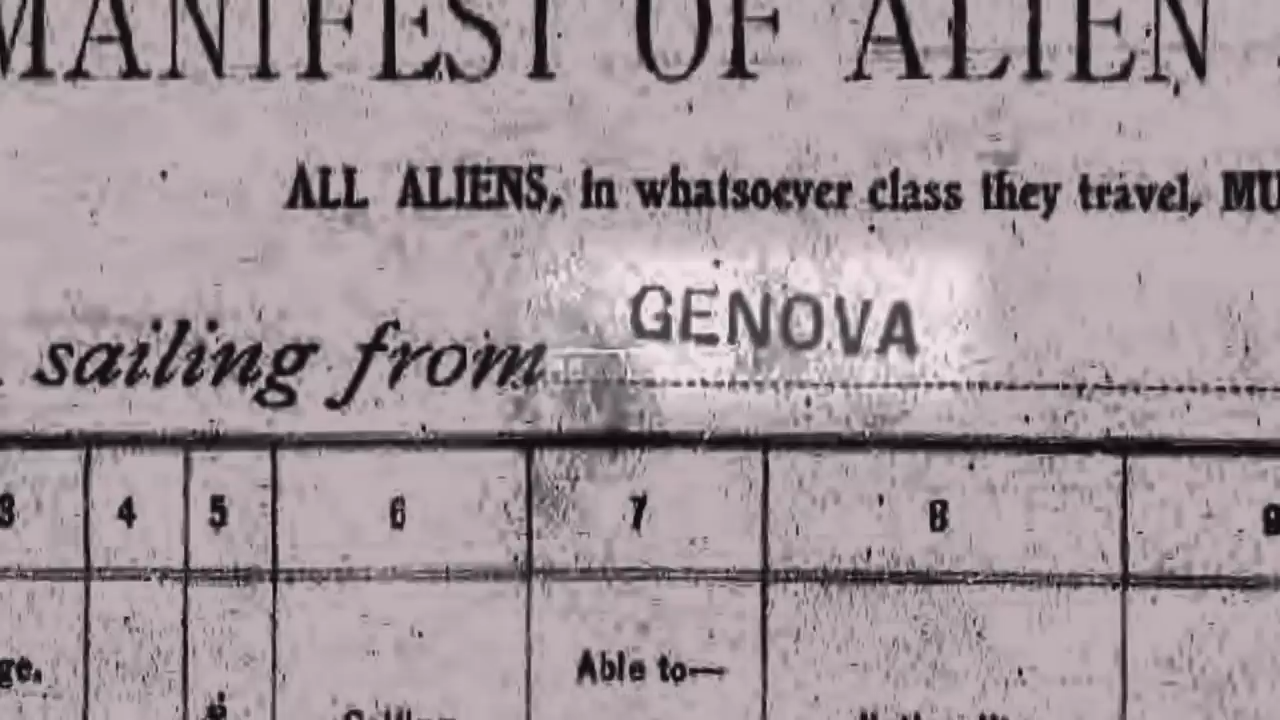 MANIFEST OF ALIEN
ALL ALIENS, in whatsoever class they travel, MU
sailing from GENOVA
3 4 5 6 7 8 9
ge. Able to—